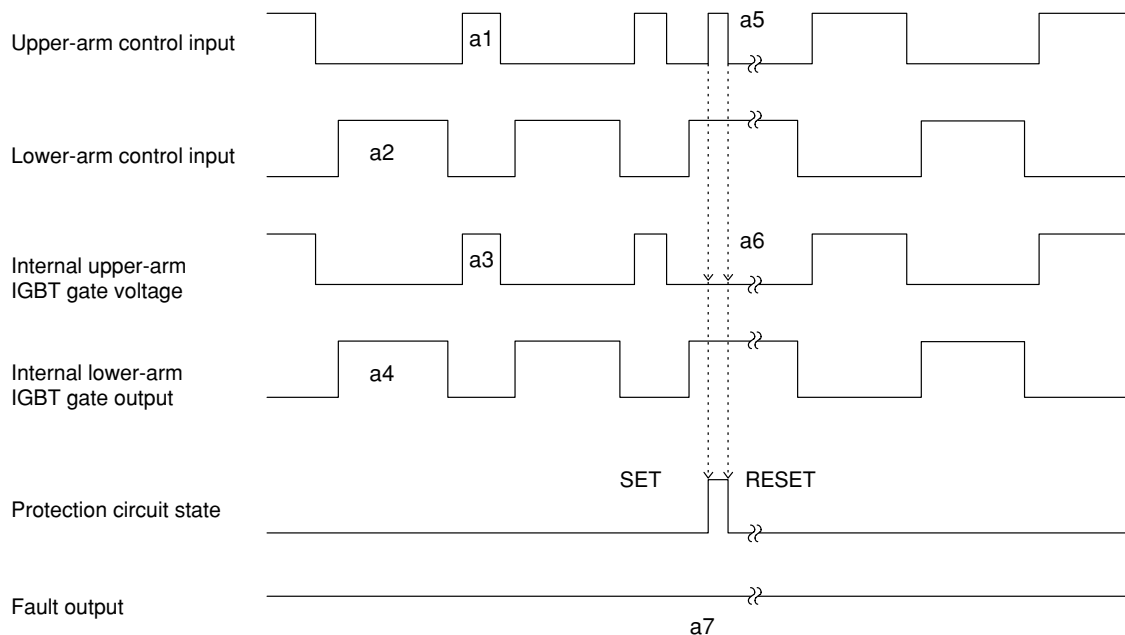 a5
Upper-arm control input
a1
Lower-arm control input
a2
a6
Internal upper-arm
IGBT gate voltage
a3
Internal lower-arm
IGBT gate output
a4
SET
RESET
Protection circuit state
Fault output
a7